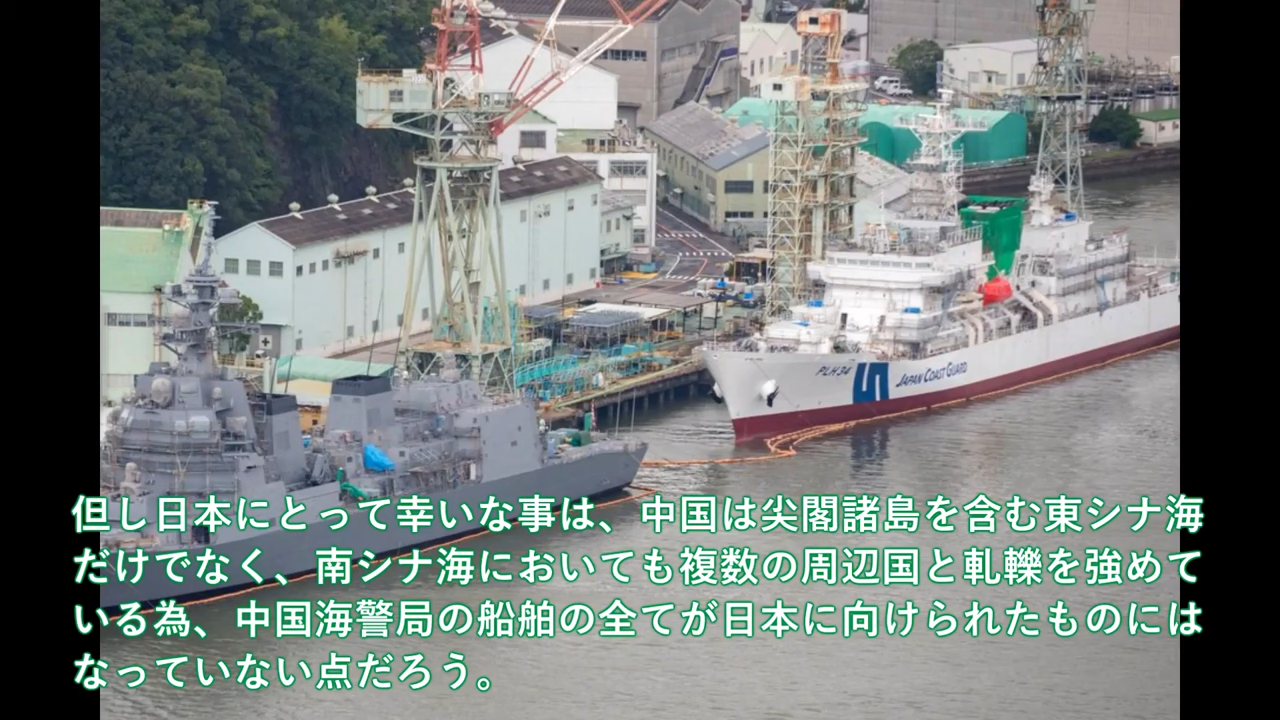 PLH34
JAPAN COAST GUARD
但し日本にとって幸いな事は、中国は尖閣諸島を含む東シナ海
だけでなく、南シナ海においても複数の周辺国と軋轢を強めて
いる為、中国海警局の船舶の全てが日本に向けられたものには
なっていない点だろう。